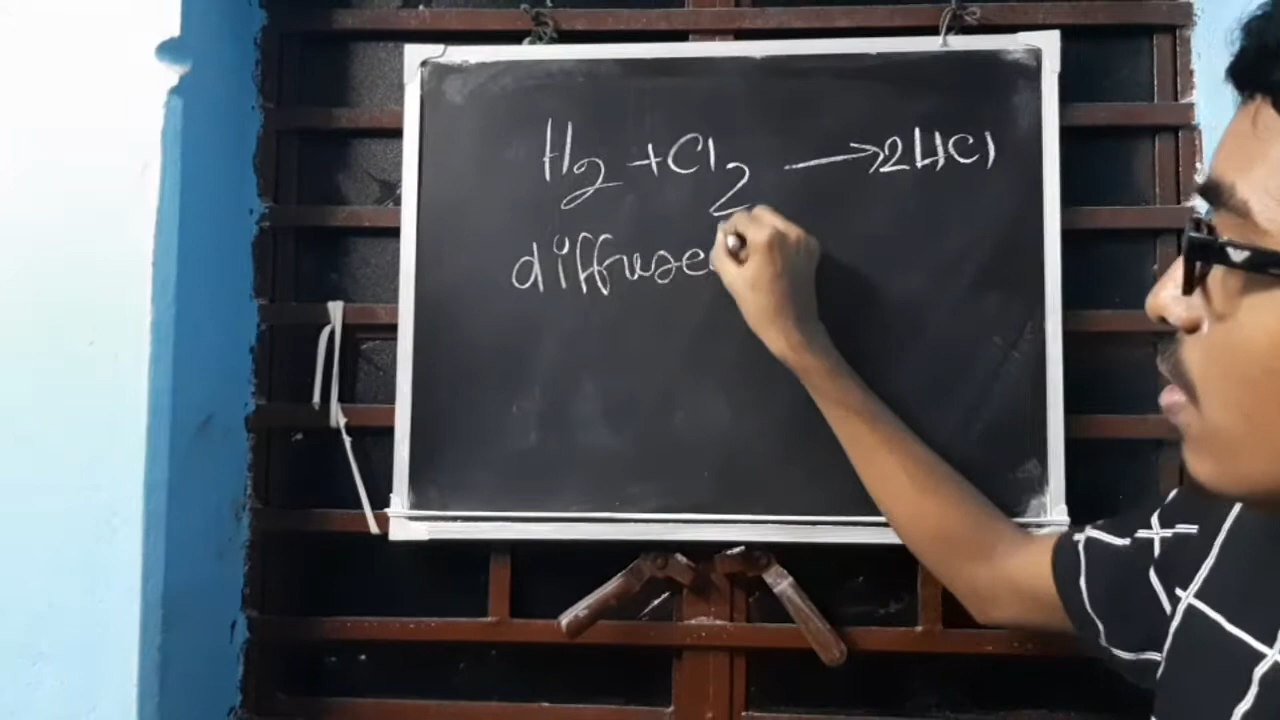 H₂ + Cl₂ → 2HCl
diffuse